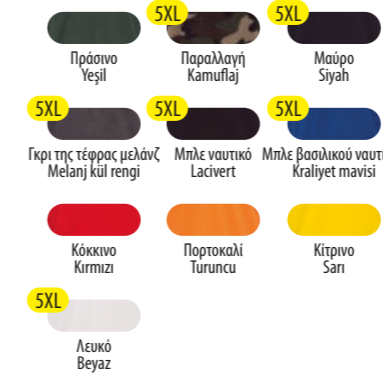 5XL 5XL
Πράσινο Παραλλαγή Μαύρο
Yeşil Kamuflaj Siyah
5XL 5XL 5XL
Γκρι της τέφρας μελάνζ Μπλε ναυτικό Μπλε βασιλικού ναυτ
Melanj kül rengi Lacivert Kraliyet mavisi
Κόκκινο Πορτοκαλί Κίτρινο
Kırmızı Turuncu Sarı
5XL
Λευκό
Beyaz